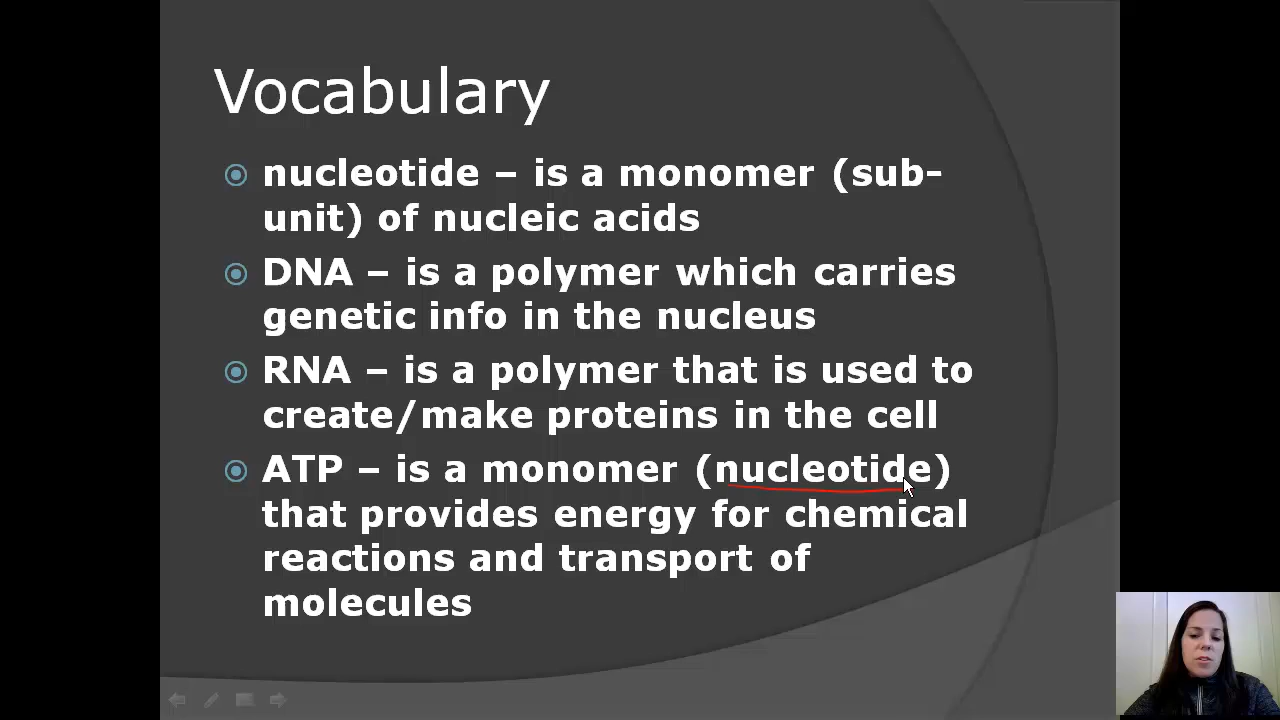 Vocabulary
nucleotide – is a monomer (sub-
unit) of nucleic acids
DNA – is a polymer which carries
genetic info in the nucleus
RNA – is a polymer that is used to
create/make proteins in the cell
ATP – is a monomer (nucleotide)
that provides energy for chemical
reactions and transport of
molecules